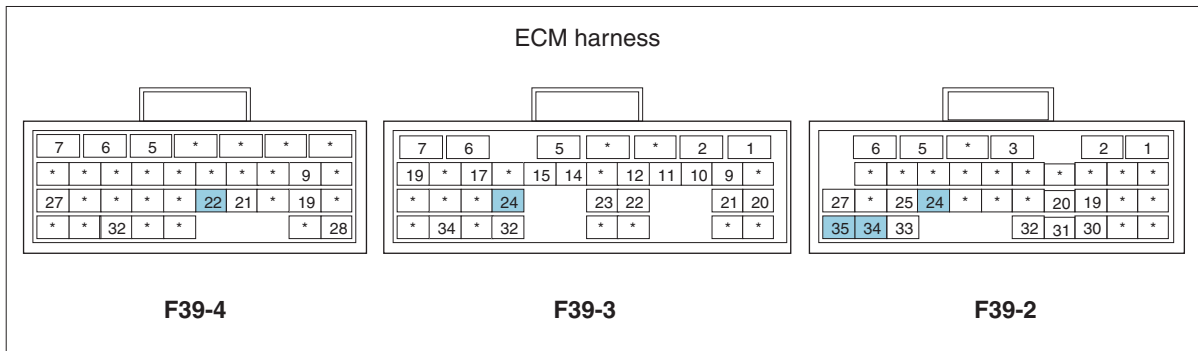 ECM harness
7 6 5 * * * *
* * * * * * * * 9 *
27 * * * * 22 21 * 19 *
* * 32 * * * 28
F39-4
7 6 5 * * 2 1
19 * 17 * 15 14 * 12 11 10 9 *
* * * 24 23 22 21 20
* 34 * 32 * * * *
F39-3
6 5 * 3 2 1
* * * * * * * * *
27 * 25 24 * * * 20 19 * *
35 34 33 32 31 30 * *
F39-2